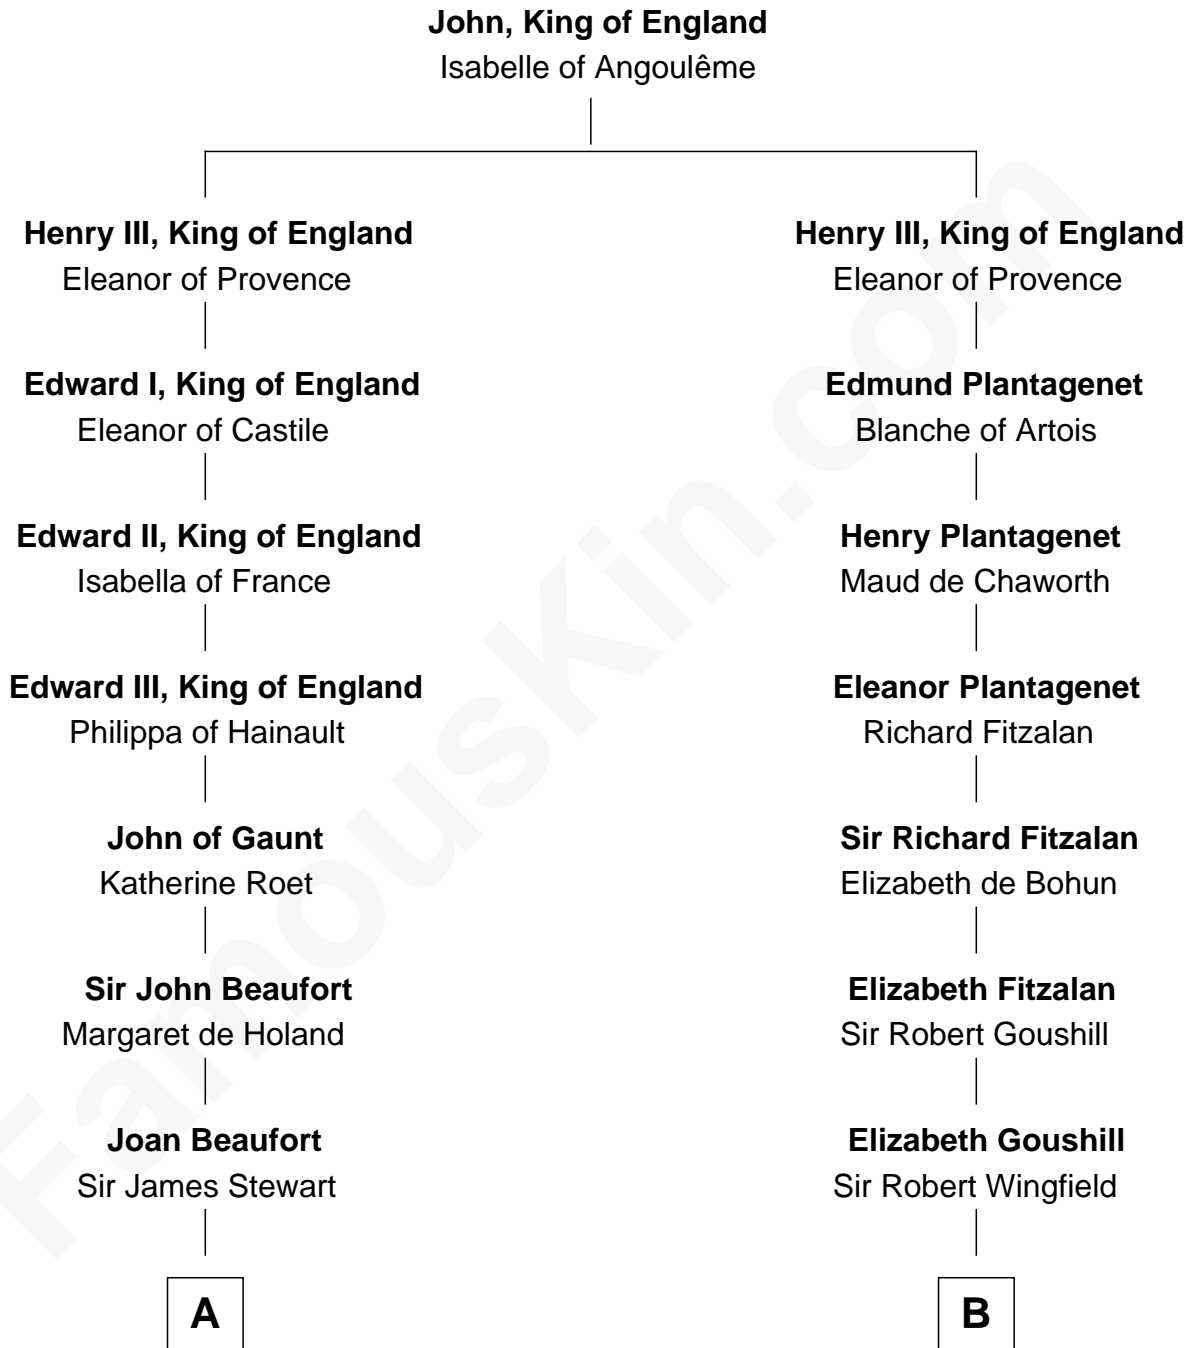 John, King of England
Isabelle of Angoulême
Henry III, King of England
Eleanor of Provence
Henry III, King of England
Eleanor of Provence
Edward I, King of England
Eleanor of Castile
Edmund Plantagenet
Blanche of Artois
Edward II, King of England
Isabella of France
Henry Plantagenet
Maud de Chaworth
Edward III, King of England
Philippa of Hainault
Eleanor Plantagenet
Richard Fitzalan
John of Gaunt
Katherine Roet
Sir Richard Fitzalan
Elizabeth de Bohun
Sir John Beaufort
Margaret de Holand
Elizabeth Fitzalan
Sir Robert Goushill
Joan Beaufort
Sir James Stewart
Elizabeth Goushill
Sir Robert Wingfield
A
B
FamousKin.com